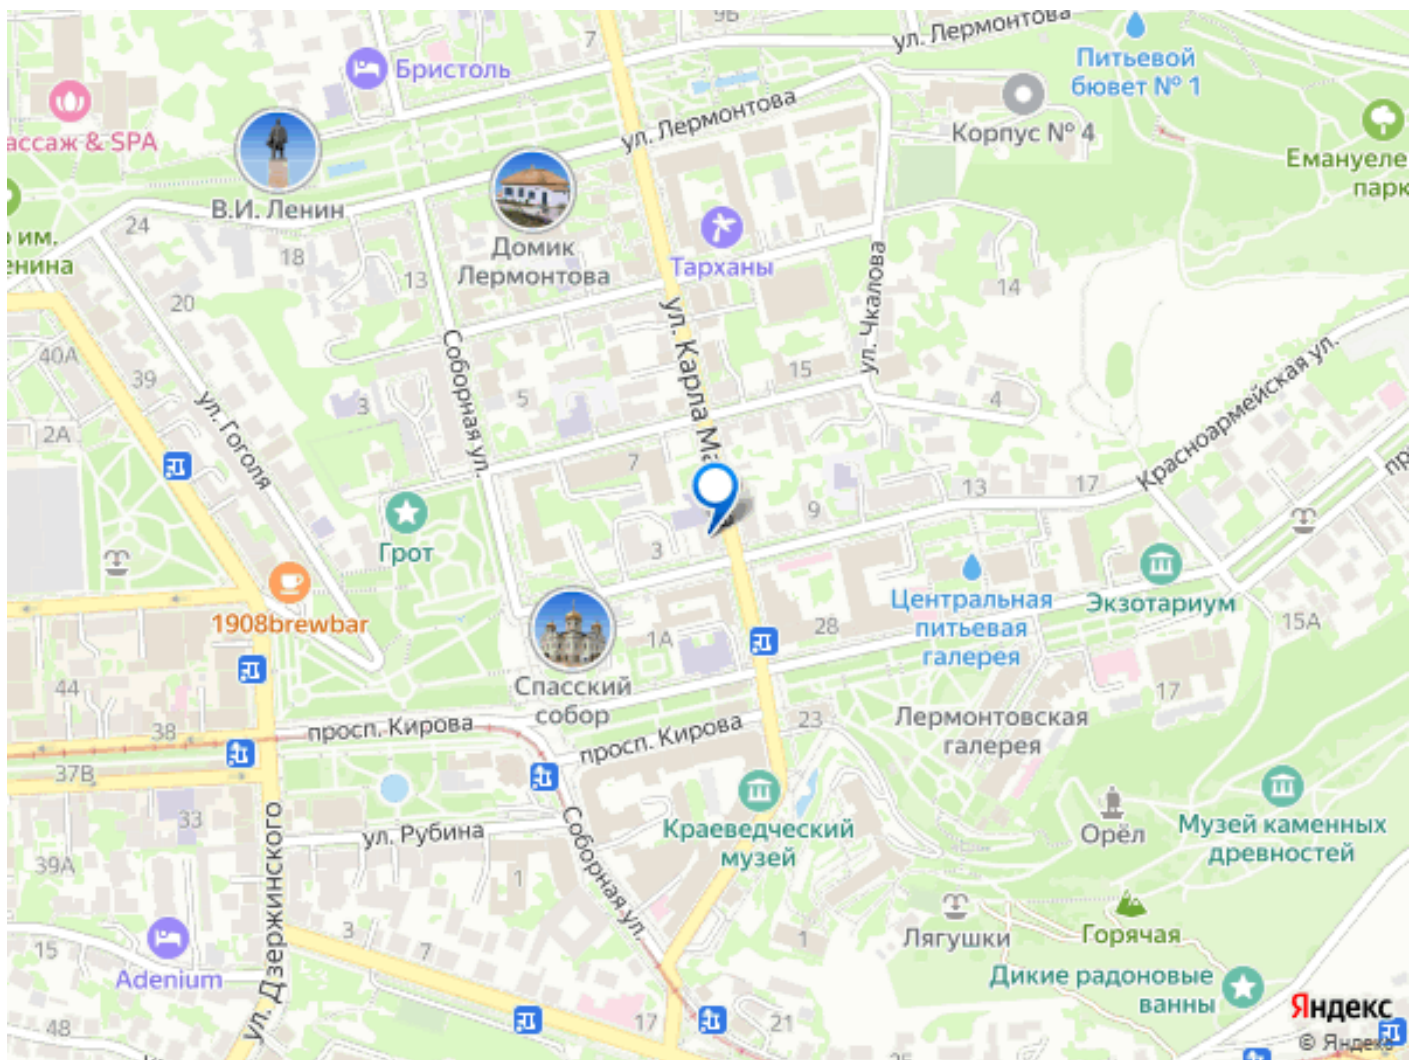 9Б
ул. Лермонтова
7
Бристоль
Питьевой
бювет № 1
ассаж & SPA
ул. Лермонтова
Корпус № 4
Емануеле
парк
В.И. Ленин
24
о им.
енина
18
13
Домик
Лермонтова
Тарханы
20
14
ул. Чкалова
ул. Карла Ма
40А
39
Соборная ул.
15
Красноармейская ул.
3
5
4
ул. Гоголя
2А
7
пр
13
17
9
Грот
3
1908brewbar
Центральная
питьевая
галерея
Экзотариум
1А
28
15А
Спасский
собор
44
17
просп. Кирова
38
просп. Кирова
23
Лермонтовская
галерея
37В
33
ул. Рубина
Краеведческий
музей
Орёл
Музей каменных
древностей
39А
1
Соборная ул.
ул. Дзержинского
3
7
1
Лягушки
Горячая
15
Adenium
Дикие радоновые
ванны
48
17
21
Яндекс
© Яндекс